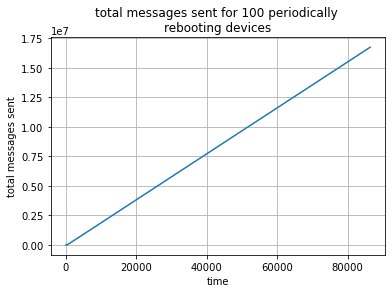 total messages sent for 100 periodically
rebooting devices
1e7
1.75
1.50
1.25
1.00
0.75
0.50
0.25
0.00
total messages sent
0 20000 40000 60000 80000
time